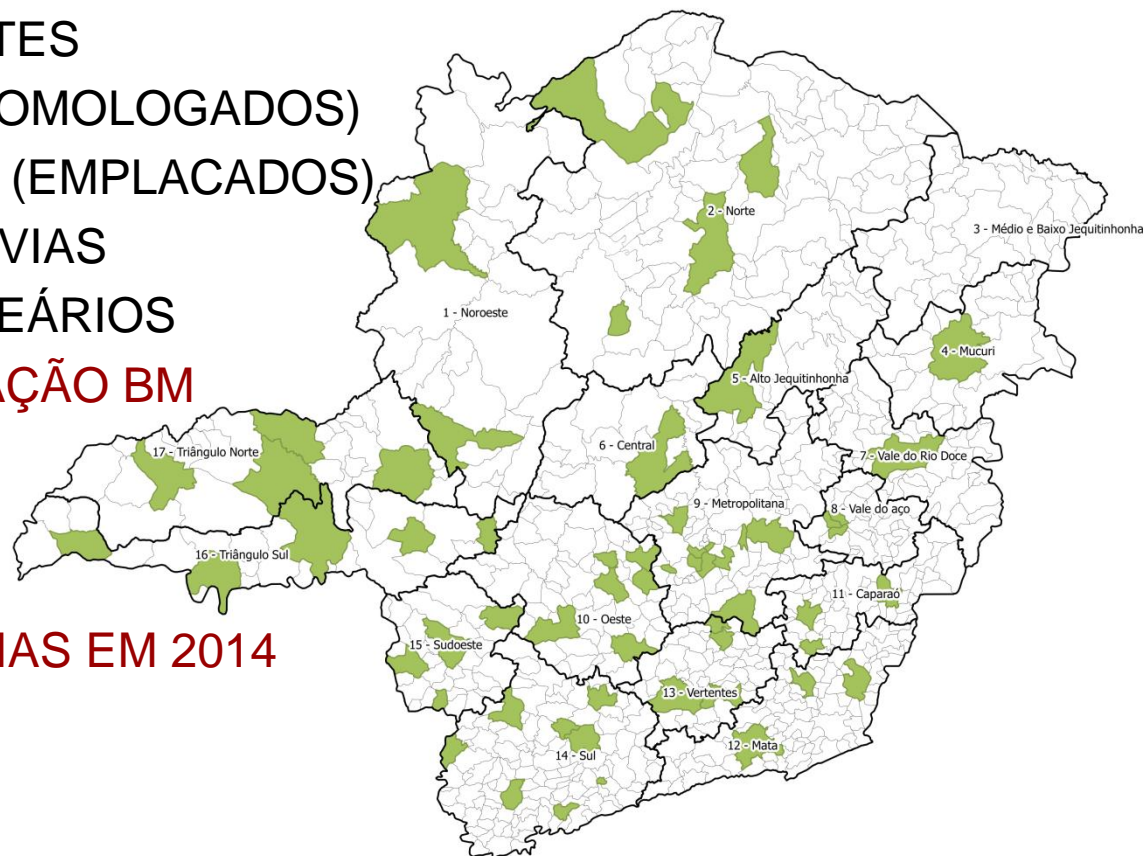 TES
OMOLOGADOS)
(EMPLACADOS)
VIAS
EÁRIOS
AÇÃO BM
IAS EM 2014
1 - Noroeste
2 - Norte
3 - Médio e Baixo Jequitinhonha
4 - Mucuri
5 - Alto Jequitinhonha
6 - Central
7 - Vale do Rio Doce
8 - Vale do aço
9 - Metropolitana
10 - Oeste
11 - Caparaó
12 - Mata
13 - Vertentes
14 - Sul
15 - Sudoeste
16 - Triângulo Sul
17 - Triângulo Norte